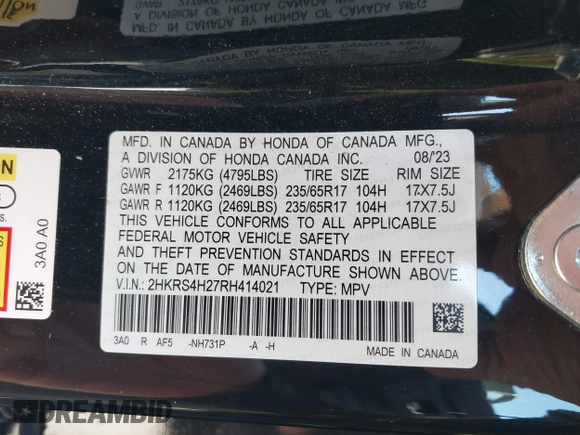 MFD. IN CANADA BY HONDA OF CANADA MFG.,
A DIVISION OF HONDA CANADA INC. 08/'23
GVWR 2175KG (4795LBS) TIRE SIZE RIM SIZE
GAWR F 1120KG (2469LBS) 235/65R17 104H 17X7.5J
GAWR R 1120KG (2469LBS) 235/65R17 104H 17X7.5J
THIS VEHICLE CONFORMS TO ALL APPLICABLE
FEDERAL MOTOR VEHICLE SAFETY
AND THEFT PREVENTION STANDARDS IN EFFECT
ON THE DATE OF MANUFACTURE SHOWN ABOVE.
V.I.N.: 2HKRS4H27RH414021 TYPE: MPV
3A0 R AF5 -NH731P -A -H
MADE IN CANADA
3A0 A0
DREAMBID